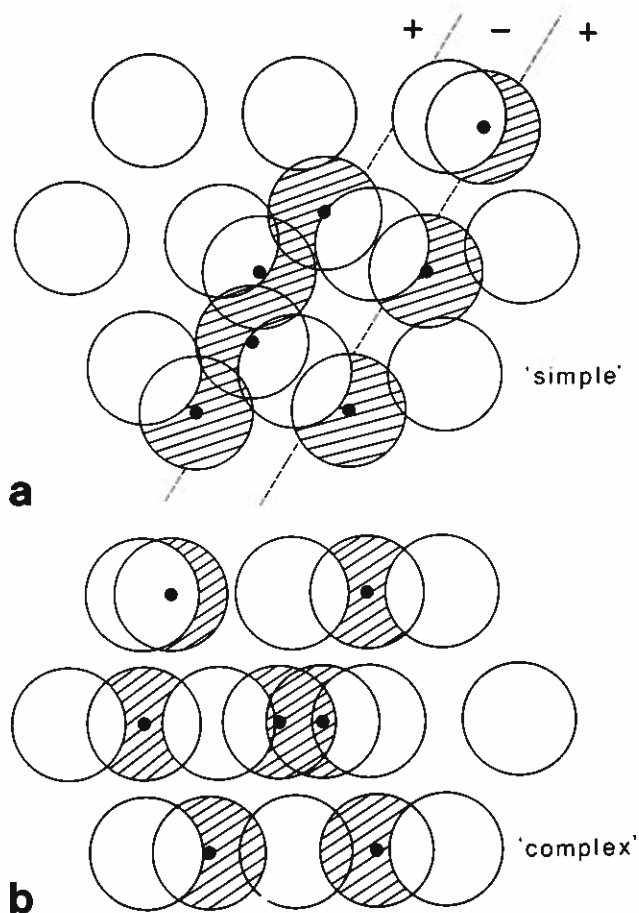 + - +
'simple'
a
'complex'
b